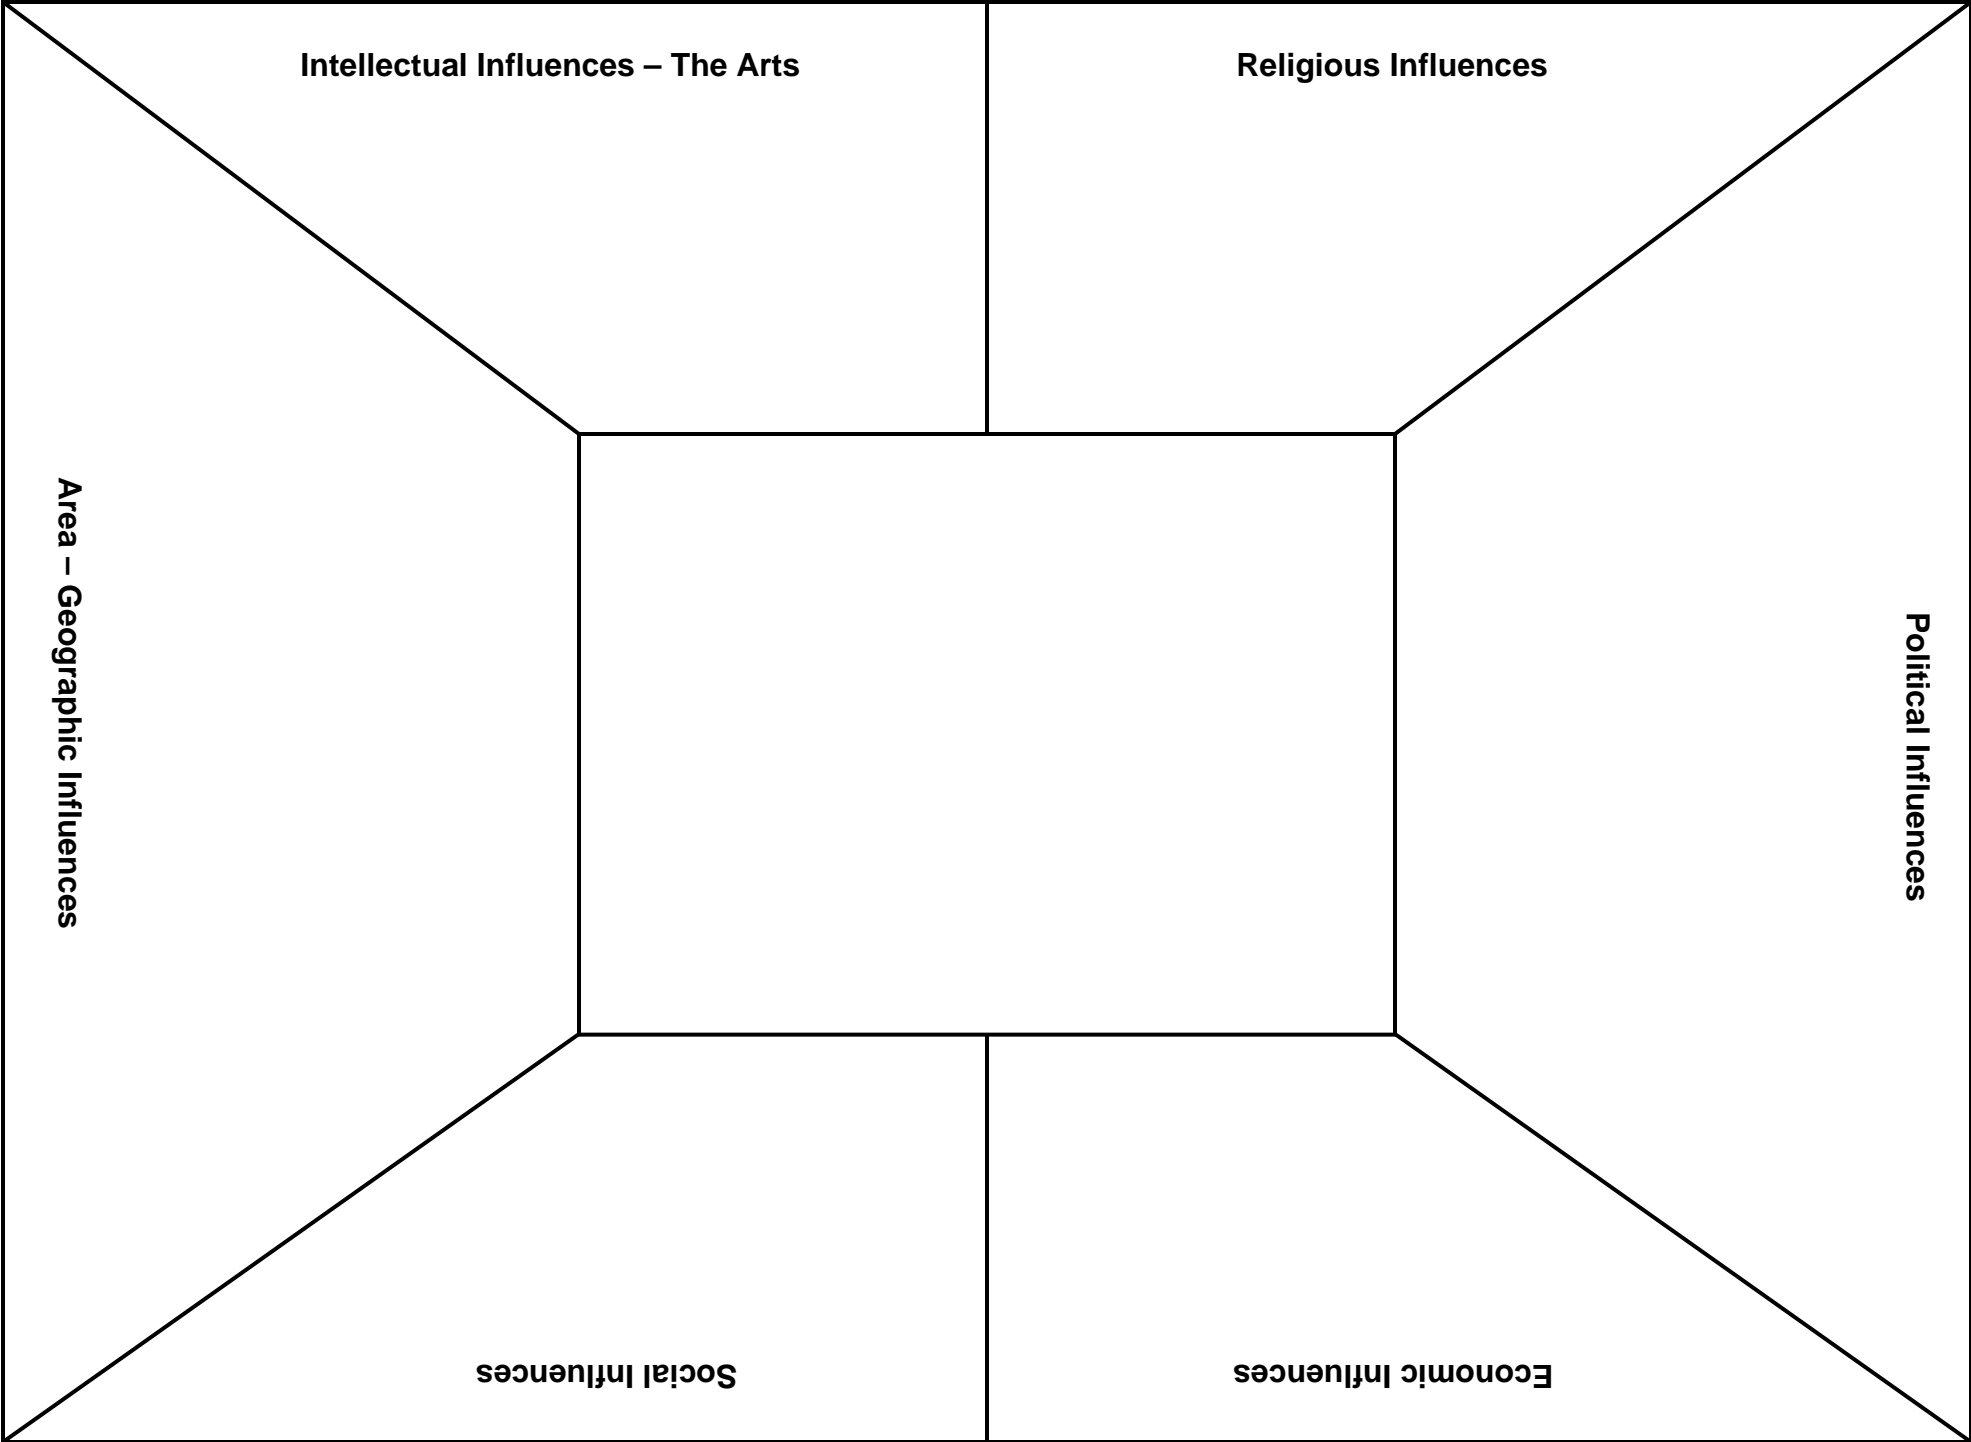 Intellectual Influences – The Arts
Religious Influences
Area – Geographic Influences
Political Influences
Social Influences
Economic Influences